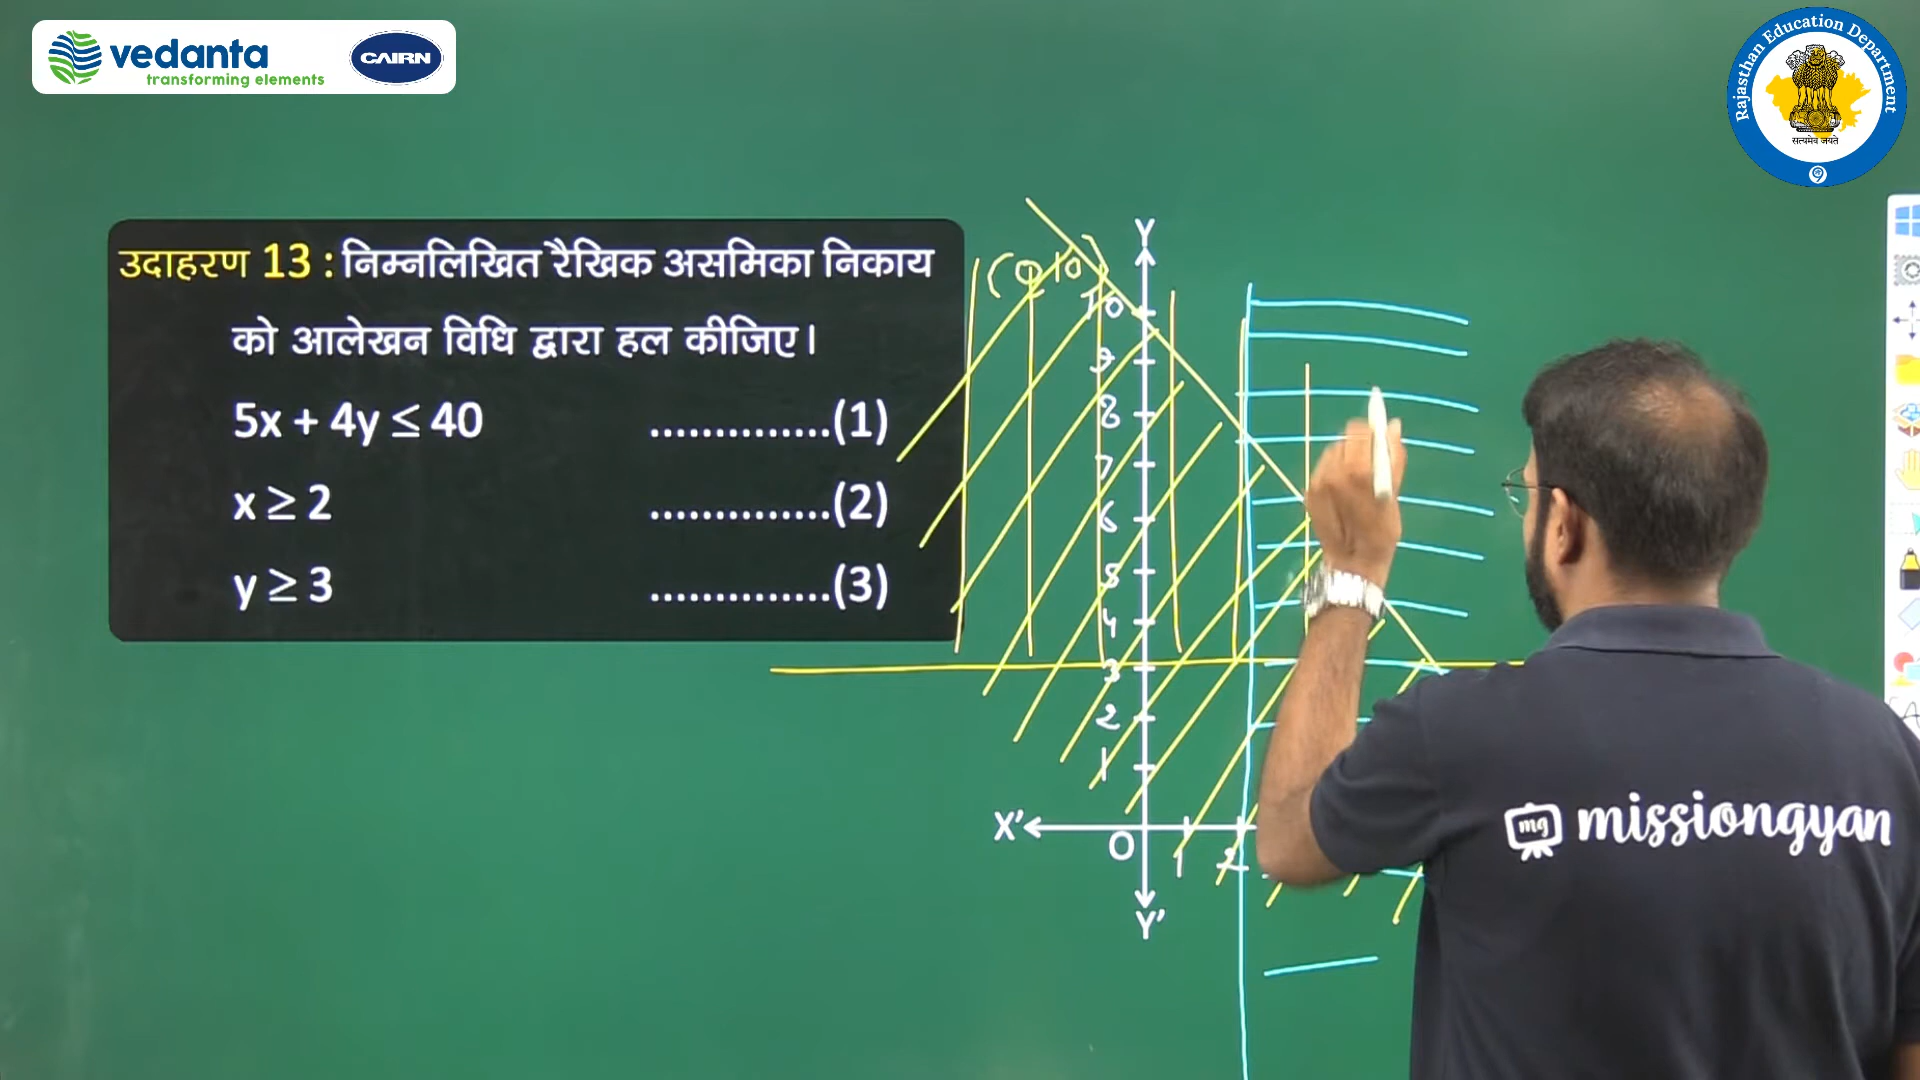 vedanta
transforming elements
CAIRN
Rajasthan Education Department
सत्यमेव जयते
उदाहरण 13 : निम्नलिखित रैखिक असमिका निकाय
को आलेखन विधि द्वारा हल कीजिए।
5x + 4y ≤ 40 ..............(1)
x ≥ 2 ..............(2)
y ≥ 3 ..............(3)
Y
(0, 10)
10
9
8
7
6
5
4
3
2
1
X' O 1 2
Y'
mg missiongyan